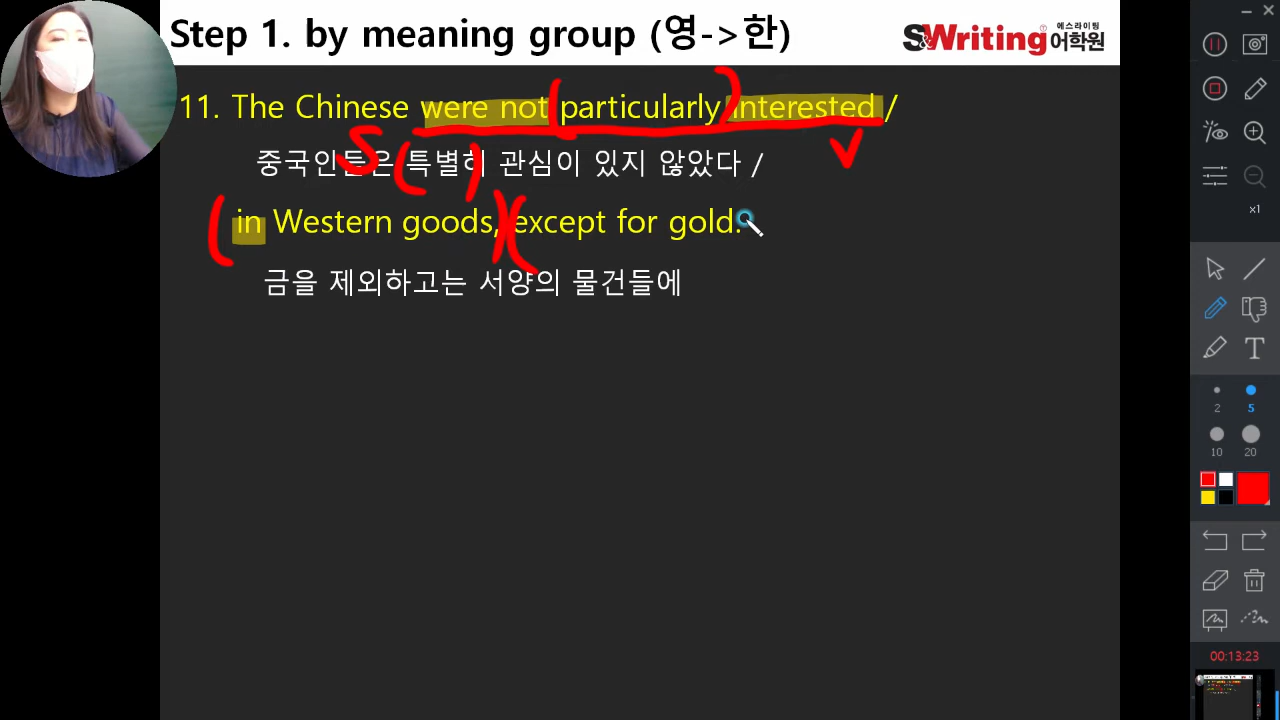 Step 1. by meaning group (영->한)
에스라이팅
S&Writing어학원
11. The Chinese were not particularly interested /
S
V
중국인들은 특별히 관심이 있지 않았다 /
in Western goods, except for gold.
금을 제외하고는 서양의 물건들에
x1
T
2
5
10
20
00:13:23